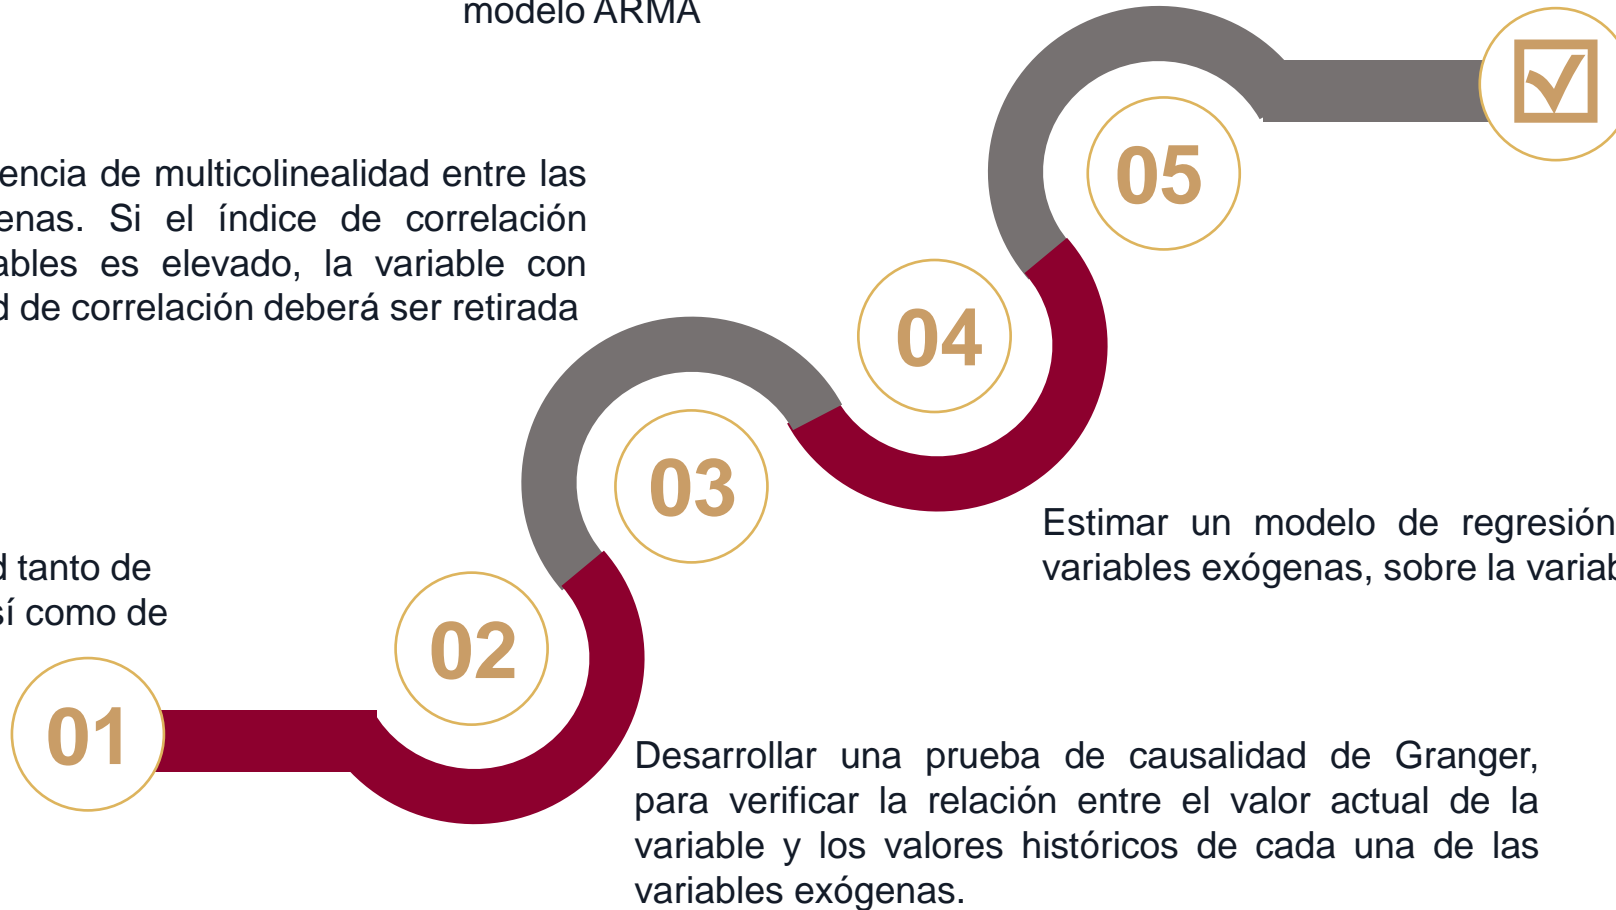 modelo ARMA
encia de multicolinealidad entre las
enas. Si el índice de correlación
ables es elevado, la variable con
d de correlación deberá ser retirada
05
04
03
Estimar un modelo de regresión
variables exógenas, sobre la variab
d tanto de
sí como de
02
01
Desarrollar una prueba de causalidad de Granger,
para verificar la relación entre el valor actual de la
variable y los valores históricos de cada una de las
variables exógenas.